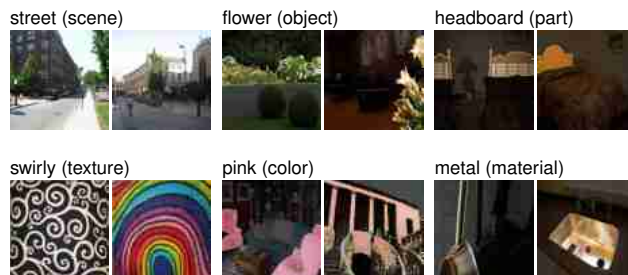 street (scene)
flower (object)
headboard (part)
swirly (texture)
pink (color)
metal (material)